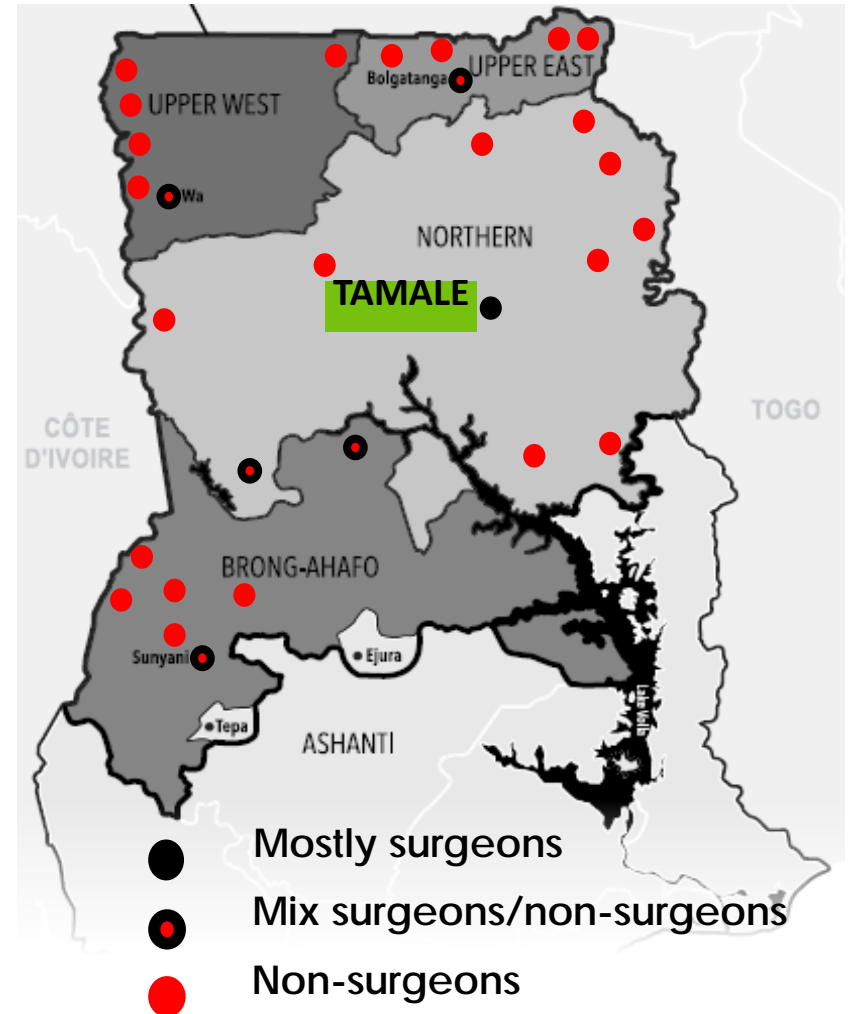 UPPER EAST
Bolgatanga
UPPER WEST
Wa
NORTHERN
TAMALE
TOGO
CÔTE
D'IVOIRE
BRONG-AHAFO
Sunyani
Ejura
Lake Volta
Tepa
ASHANTI
Mostly surgeons
Mix surgeons/non-surgeons
Non-surgeons